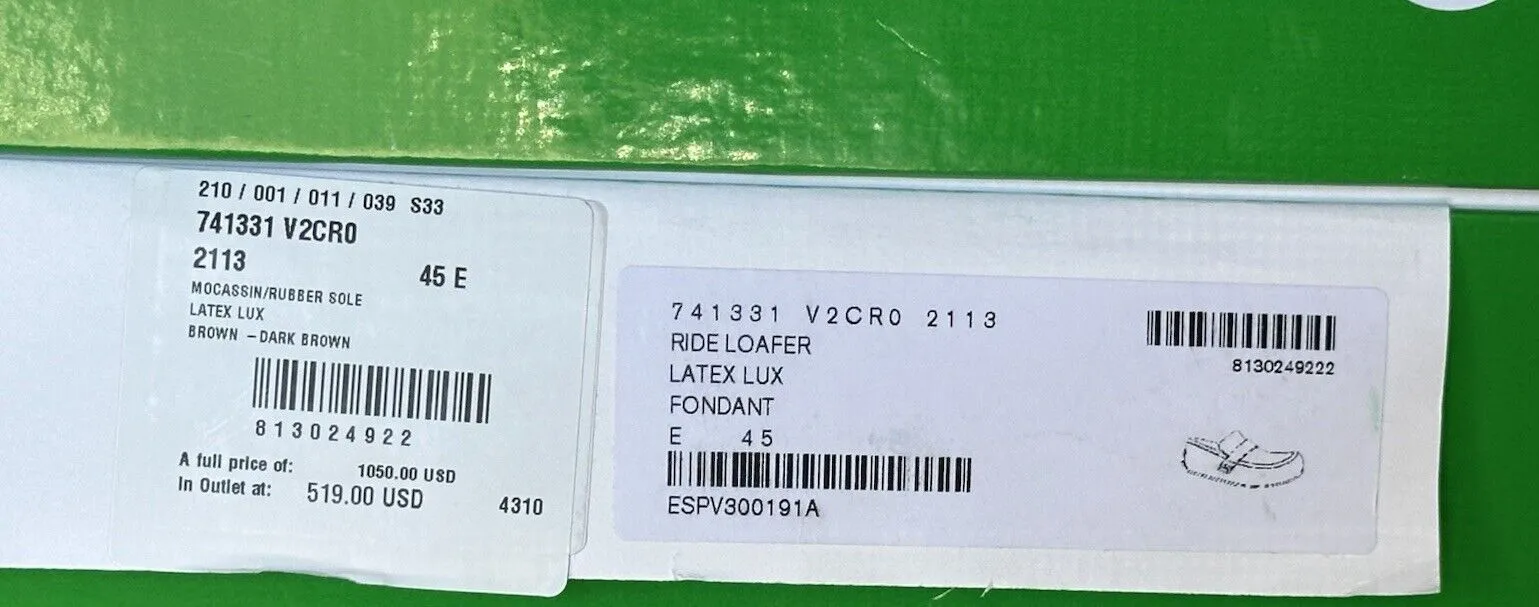 210 / 001 / 011 / 039 S33
741331 V2CR0
2113
45 E
MOCASSIN/RUBBER SOLE
LATEX LUX
BROWN - DARK BROWN
813024922
A full price of: 1050.00 USD
In Outlet at: 519.00 USD
4310
741331 V2CR0 2113
RIDE LOAFER
LATEX LUX
FONDANT
E 45
ESPV300191A
8130249222